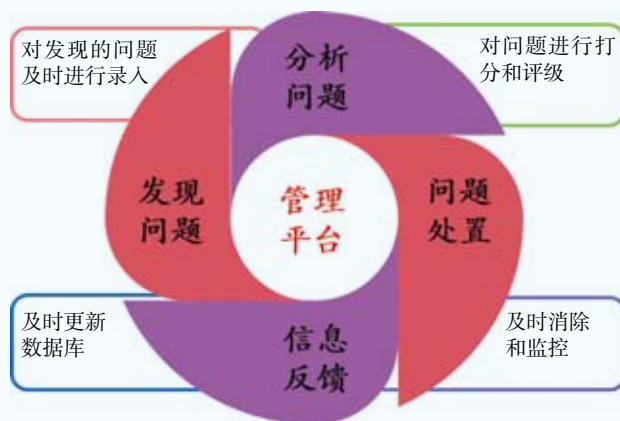 对发现的问题
及时进行录入
分析
问题
对问题进行打
分和评级
发现
问题
管理
平台
问题
处置
及时更新
数据库
信息
反馈
及时消除
和监控